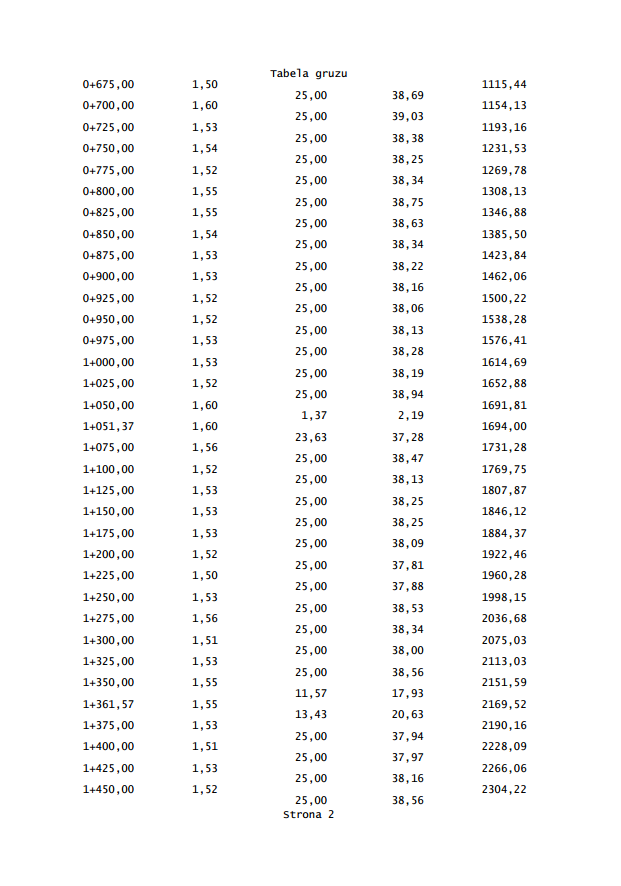 Tabela gruzu
0+675,00 1,50 1115,44
25,00 38,69
0+700,00 1,60 1154,13
25,00 39,03
0+725,00 1,53 1193,16
25,00 38,38
0+750,00 1,54 1231,53
25,00 38,25
0+775,00 1,52 1269,78
25,00 38,34
0+800,00 1,55 1308,13
25,00 38,75
0+825,00 1,55 1346,88
25,00 38,63
0+850,00 1,54 1385,50
25,00 38,34
0+875,00 1,53 1423,84
25,00 38,22
0+900,00 1,53 1462,06
25,00 38,16
0+925,00 1,52 1500,22
25,00 38,06
0+950,00 1,52 1538,28
25,00 38,13
0+975,00 1,53 1576,41
25,00 38,28
1+000,00 1,53 1614,69
25,00 38,19
1+025,00 1,52 1652,88
25,00 38,94
1+050,00 1,60 1691,81
1,37 2,19
1+051,37 1,60 1694,00
23,63 37,28
1+075,00 1,56 1731,28
25,00 38,47
1+100,00 1,52 1769,75
25,00 38,13
1+125,00 1,53 1807,87
25,00 38,25
1+150,00 1,53 1846,12
25,00 38,25
1+175,00 1,53 1884,37
25,00 38,09
1+200,00 1,52 1922,46
25,00 37,81
1+225,00 1,50 1960,28
25,00 37,88
1+250,00 1,53 1998,15
25,00 38,53
1+275,00 1,56 2036,68
25,00 38,34
1+300,00 1,51 2075,03
25,00 38,00
1+325,00 1,53 2113,03
25,00 38,56
1+350,00 1,55 2151,59
11,57 17,93
1+361,57 1,55 2169,52
13,43 20,63
1+375,00 1,53 2190,16
25,00 37,94
1+400,00 1,51 2228,09
25,00 37,97
1+425,00 1,53 2266,06
25,00 38,16
1+450,00 1,52 2304,22
25,00 38,56
Strona 2